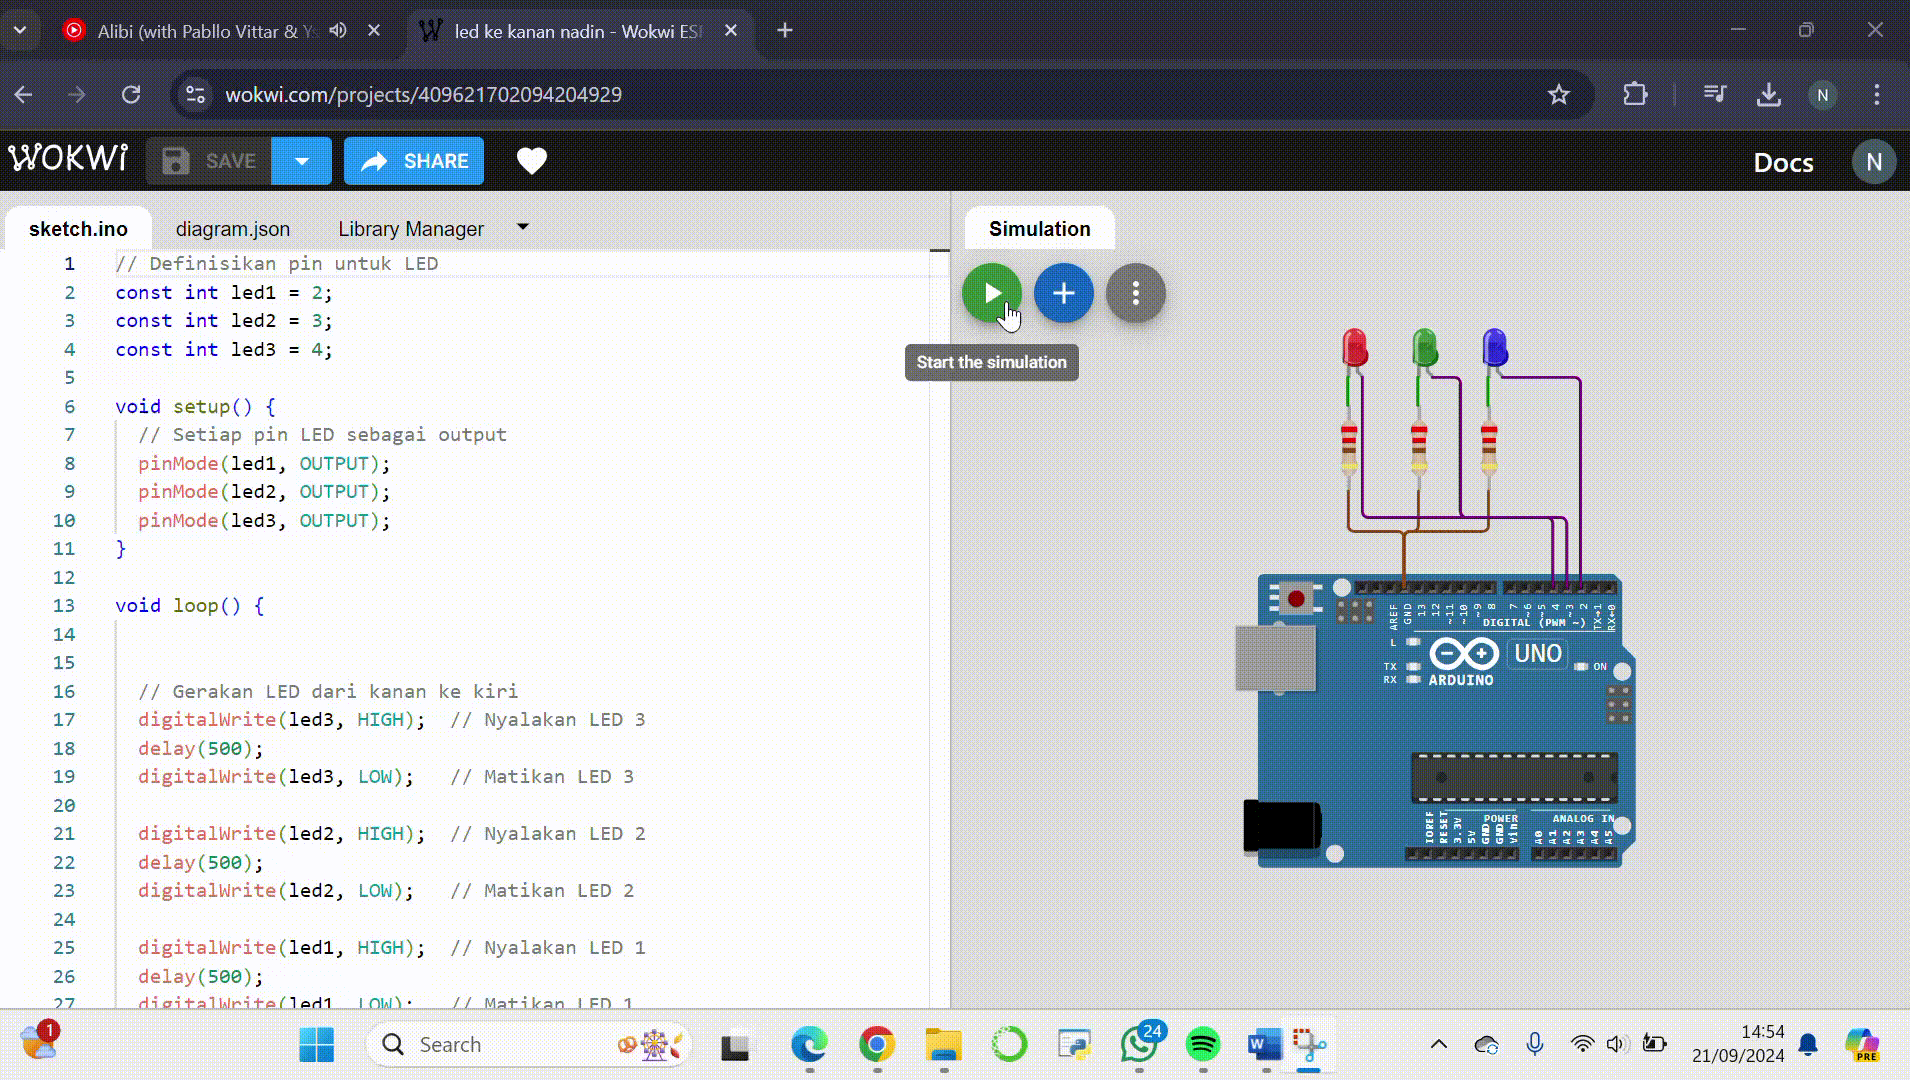 Alibi (with Pabllo Vittar & Ys
led ke kanan nadin - Wokwi ESP
wokwi.com/projects/409621702094204929
N
WOKWI
SAVE
SHARE
Docs
N
sketch.ino
diagram.json
Library Manager
Simulation
Start the simulation
1 // Definisikan pin untuk LED
2 const int led1 = 2;
3 const int led2 = 3;
4 const int led3 = 4;
5
6 void setup() {
7 // Setiap pin LED sebagai output
8 pinMode(led1, OUTPUT);
9 pinMode(led2, OUTPUT);
10 pinMode(led3, OUTPUT);
11 }
12
13 void loop() {
14
15
16 // Gerakan LED dari kanan ke kiri
17 digitalWrite(led3, HIGH); // Nyalakan LED 3
18 delay(500);
19 digitalWrite(led3, LOW); // Matikan LED 3
20
21 digitalWrite(led2, HIGH); // Nyalakan LED 2
22 delay(500);
23 digitalWrite(led2, LOW); // Matikan LED 2
24
25 digitalWrite(led1, HIGH); // Nyalakan LED 1
26 delay(500);
27 digitalWrite(led1, LOW); // Matikan LED 1
AREF GND 13 12 ~11 ~10 ~9 8 7 ~6 ~5 4 ~3 2 TX→1 RX←0
DIGITAL (PWM ~)
L
TX
RX
UNO
ON
ARDUINO
POWER
ANALOG IN
IOREF RESET 3.3V 5V GND GND Vin A0 A1 A2 A3 A4 A5
1
Search
24
14:54
21/09/2024
PRE